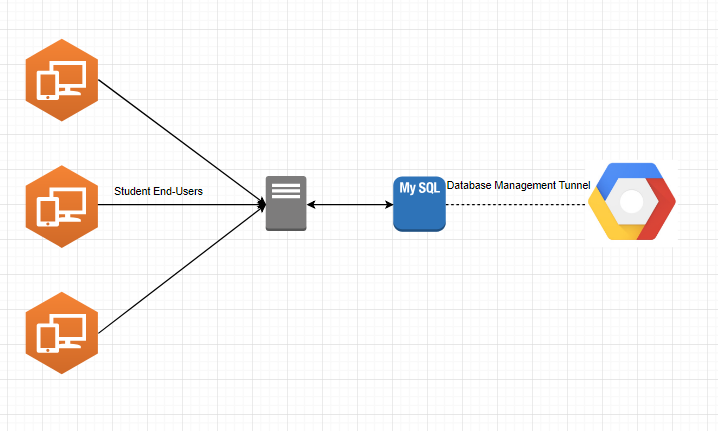 Student End-Users
My SQL
Database Management Tunnel